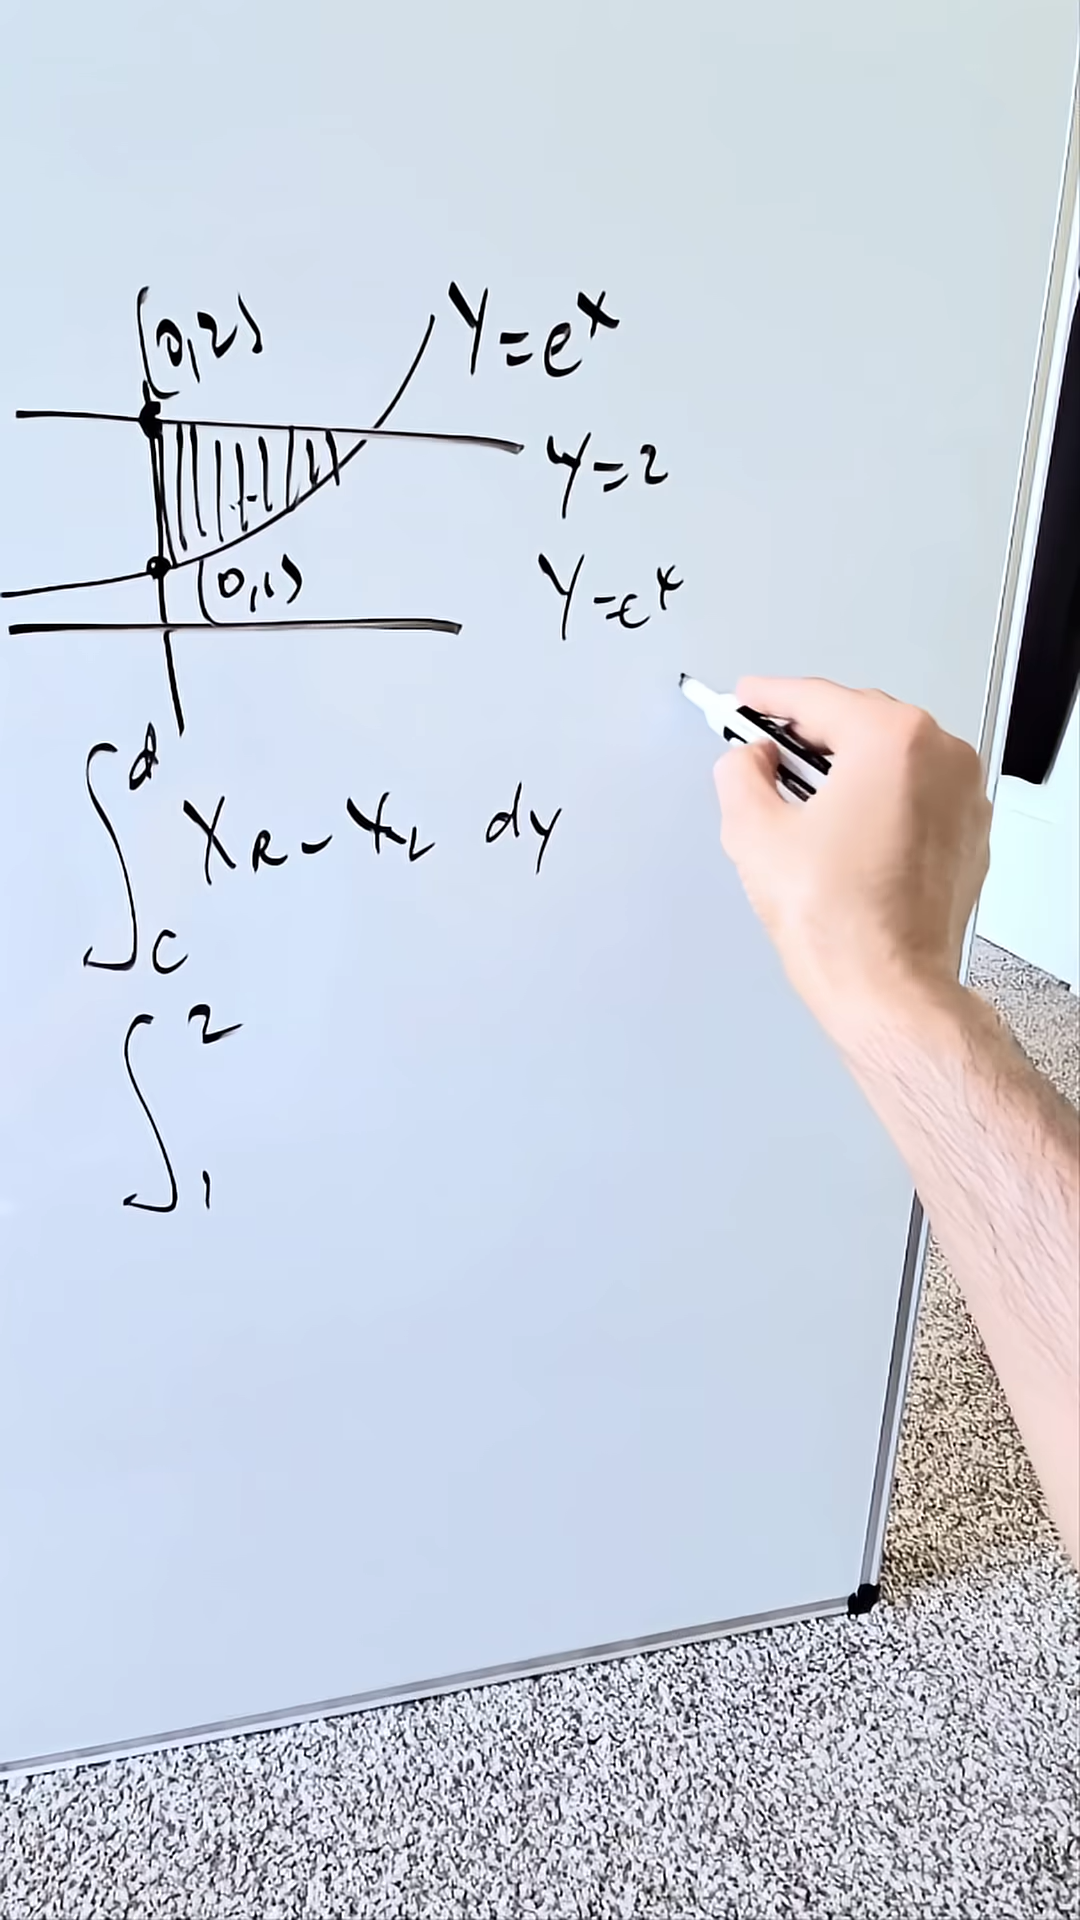 (0,2)
y=e^x
y=2
(0,1)
y=e^x
∫_c^d x_R - x_L dy
∫_1^2